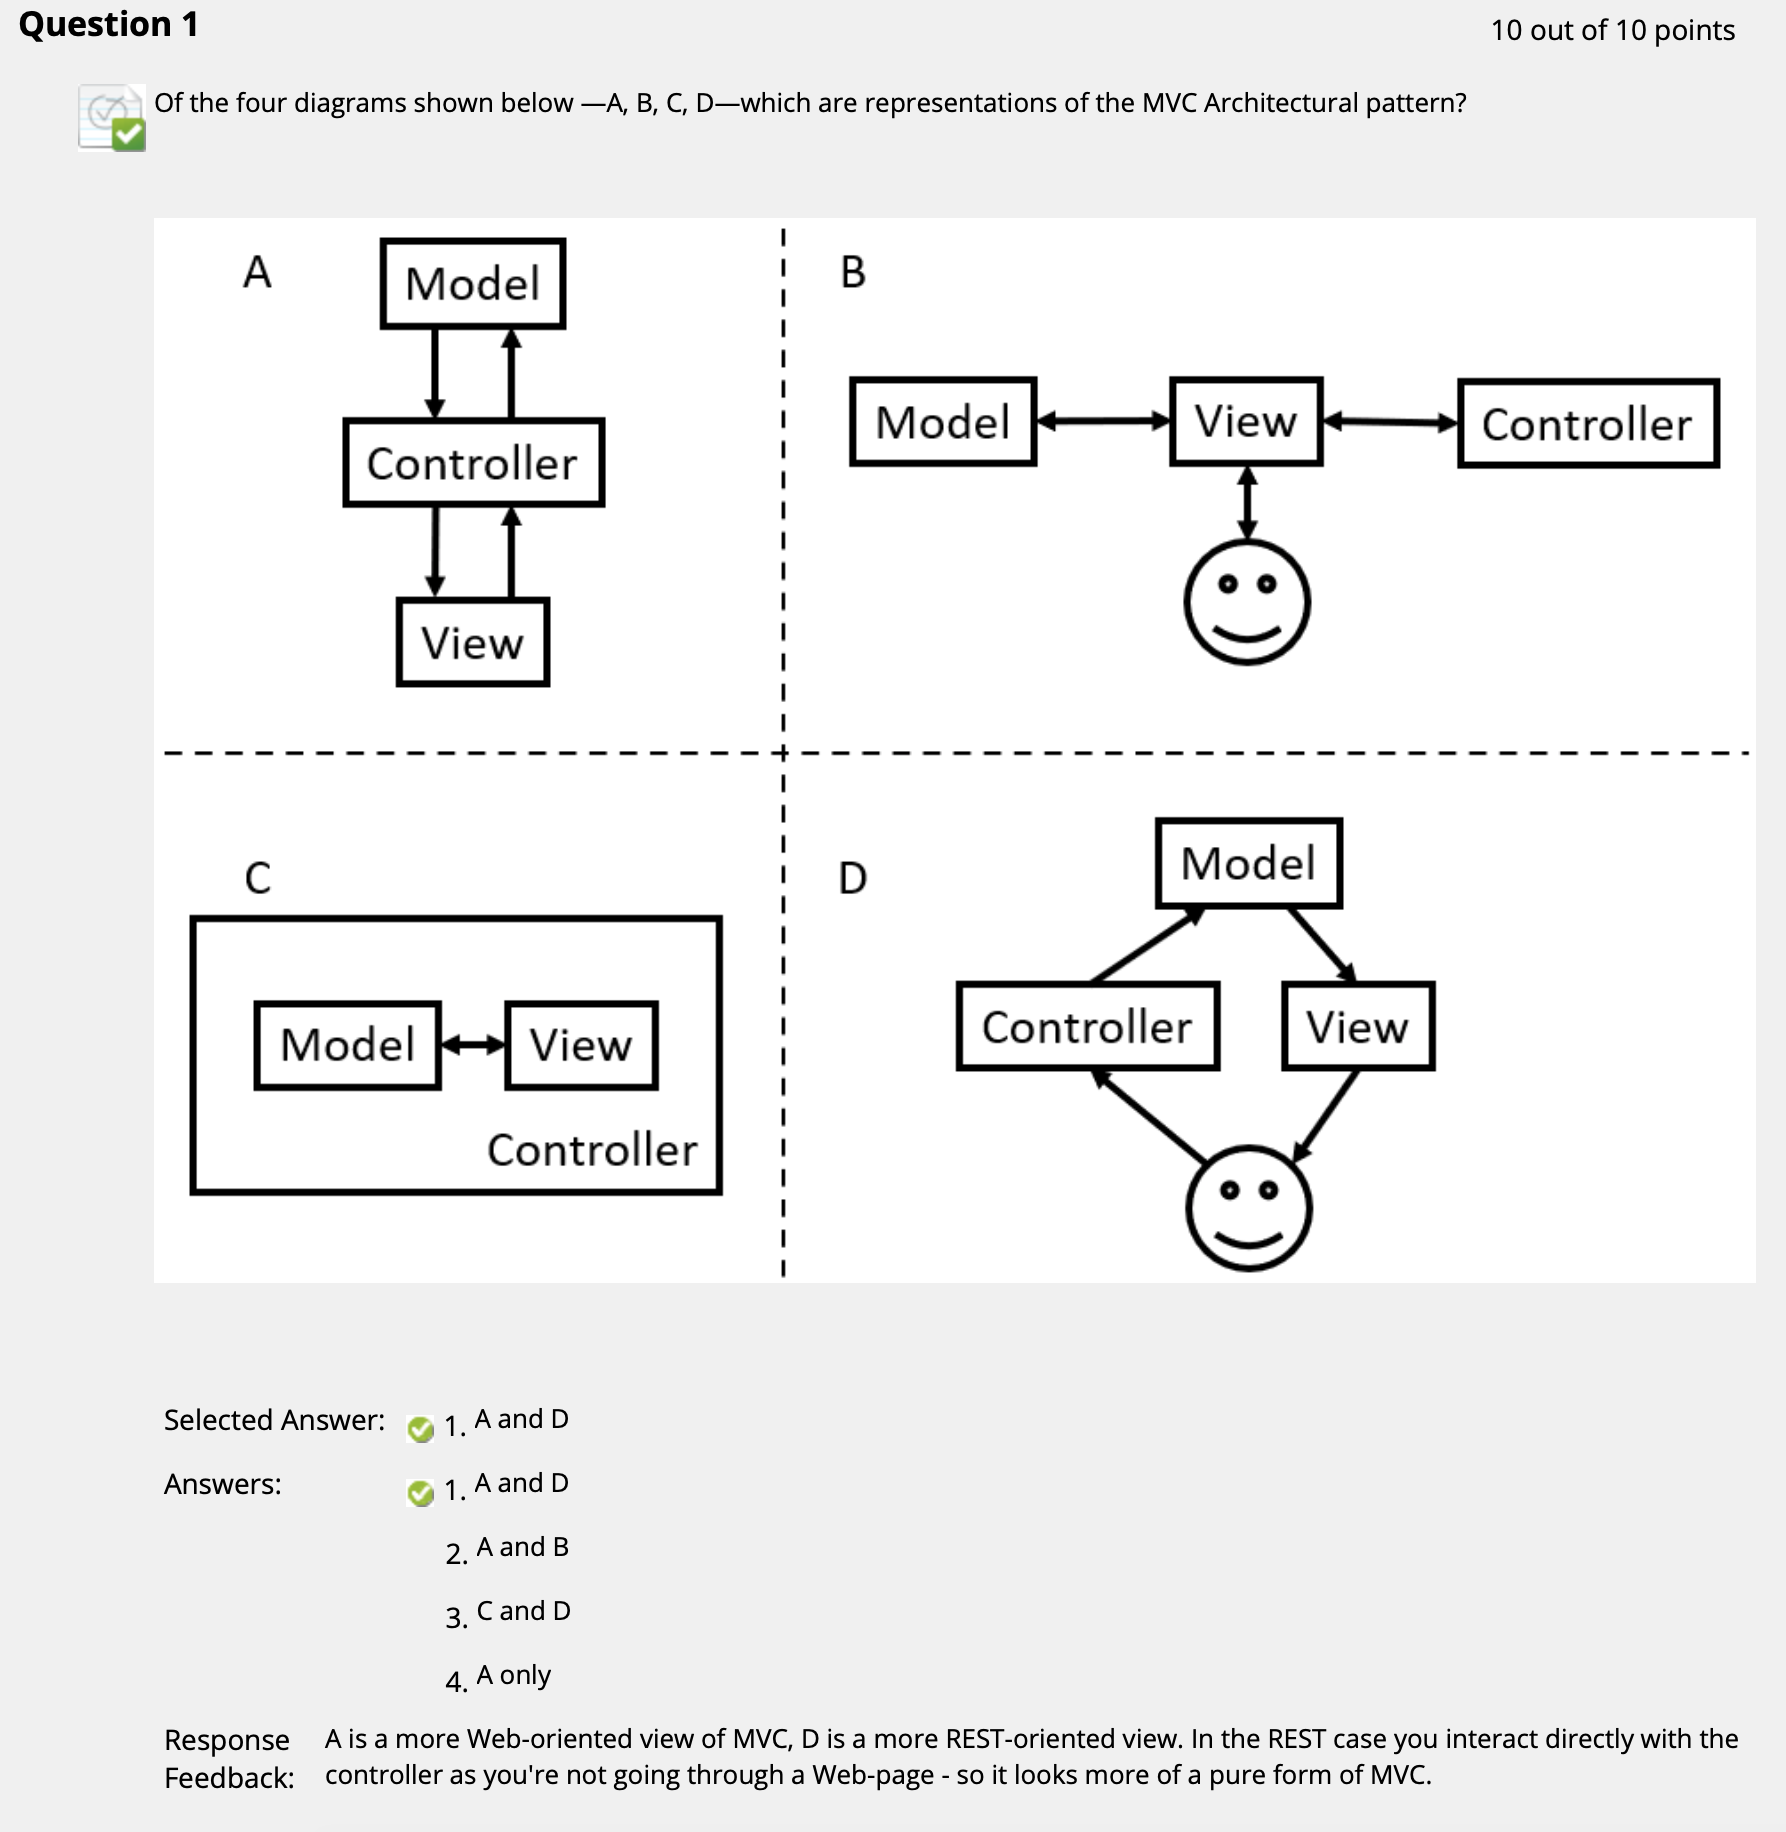 Question 1
10 out of 10 points
Of the four diagrams shown below —A, B, C, D—which are representations of the MVC Architectural pattern?
A
Model
Controller
View
B
Model
View
Controller
C
Model
View
Controller
D
Model
Controller
View
Selected Answer: 1. A and D
Answers: 1. A and D
2. A and B
3. C and D
4. A only
Response Feedback:
A is a more Web-oriented view of MVC, D is a more REST-oriented view. In the REST case you interact directly with the
controller as you're not going through a Web-page - so it looks more of a pure form of MVC.